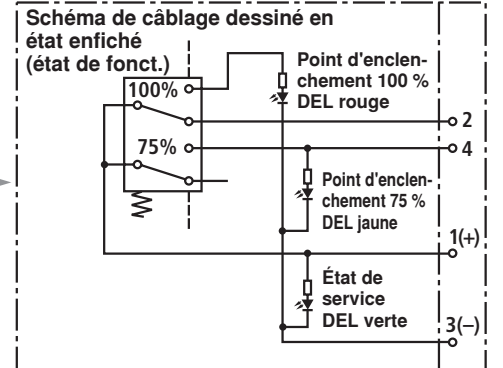 Schéma de câblage dessiné en
état enfiché
(état de fonct.)
100%
Point d'enclen-
chement 100 %
DEL rouge
2
75%
4
Point d'enclen-
chement 75 %
DEL jaune
1(+)
État de
service
DEL verte
3(–)